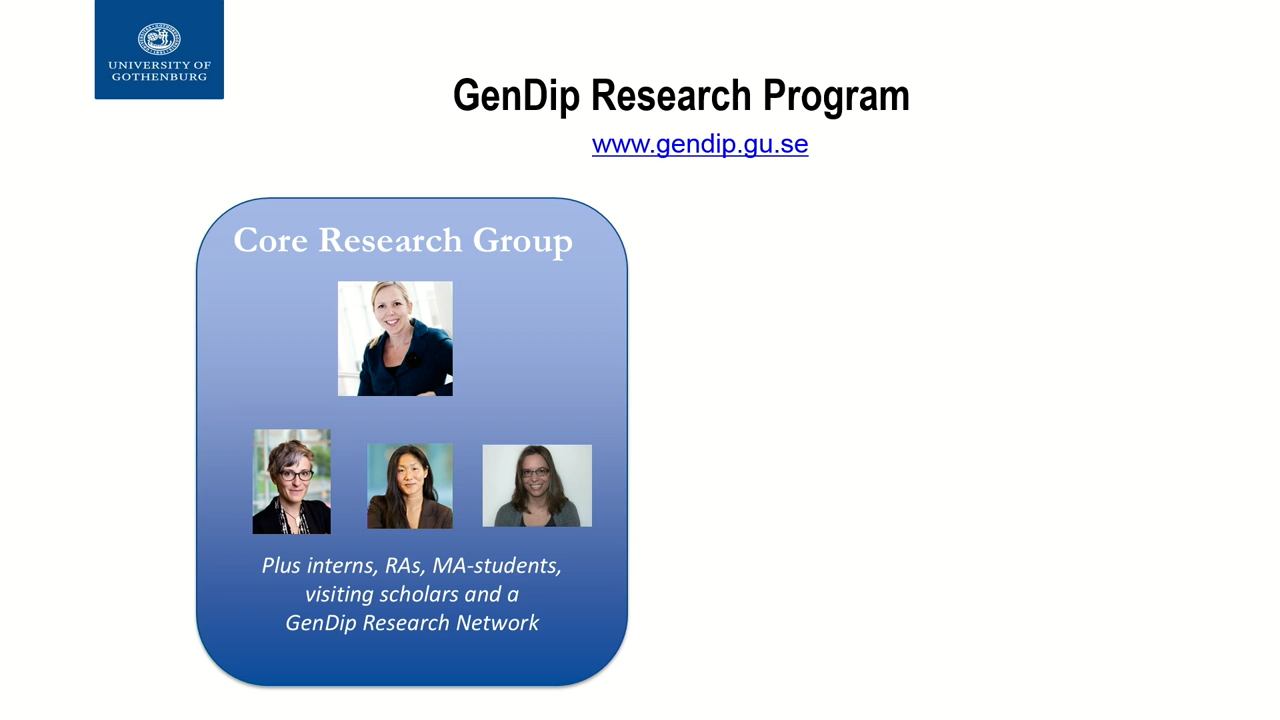 UNIVERSITY OF
GOTHENBURG
GenDip Research Program
www.gendip.gu.se
Core Research Group
Plus interns, RAs, MA-students,
visiting scholars and a
GenDip Research Network